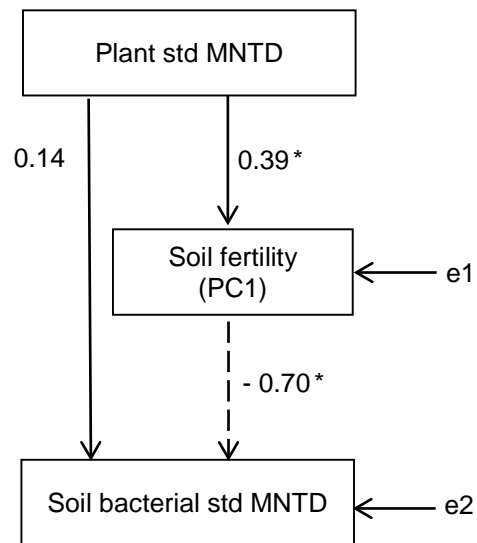 Plant std MNTD
0.14
0.39*
Soil fertility
(PC1)
e1
- 0.70*
Soil bacterial std MNTD
e2